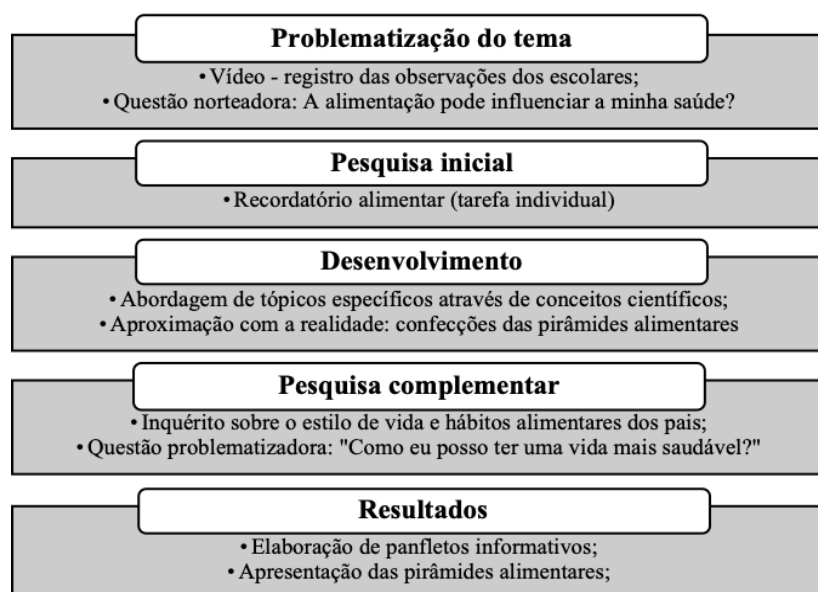 Problematização do tema
• Vídeo - registro das observações dos escolares;
• Questão norteadora: A alimentação pode influenciar a minha saúde?
Pesquisa inicial
• Recordatório alimentar (tarefa individual)
Desenvolvimento
• Abordagem de tópicos específicos através de conceitos científicos;
• Aproximação com a realidade: confecções das pirâmides alimentares
Pesquisa complementar
• Inquérito sobre o estilo de vida e hábitos alimentares dos pais;
• Questão problematizadora: "Como eu posso ter uma vida mais saudável?"
Resultados
• Elaboração de panfletos informativos;
• Apresentação das pirâmides alimentares;